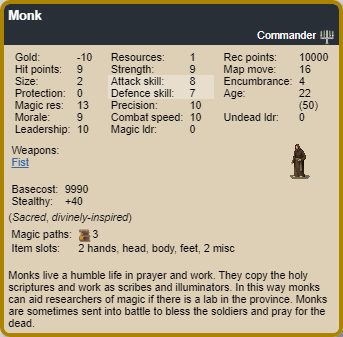 Monk
Commander
Gold: -10 Resources: 1 Rec points: 10000
Hit points: 9 Strength: 9 Map move: 16
Size: 2 Attack skill: 8 Encumbrance: 4
Protection: 0 Defence skill: 7 Age: 22
Magic res: 13 Precision: 10 (50)
Morale: 9 Combat speed: 10 Undead ldr: 0
Leadership: 10 Magic ldr: 0
Weapons:
Fist
Basecost: 9990
Stealthy: +40
(Sacred, divinely-inspired)
Magic paths: 3
Item slots: 2 hands, head, body, feet, 2 misc
Monks live a humble life in prayer and work. They copy the holy
scriptures and work as scribes and illuminators. In this way monks
can aid researchers of magic if there is a lab in the province. Monks
are sometimes sent into battle to bless the soldiers and pray for the
dead.